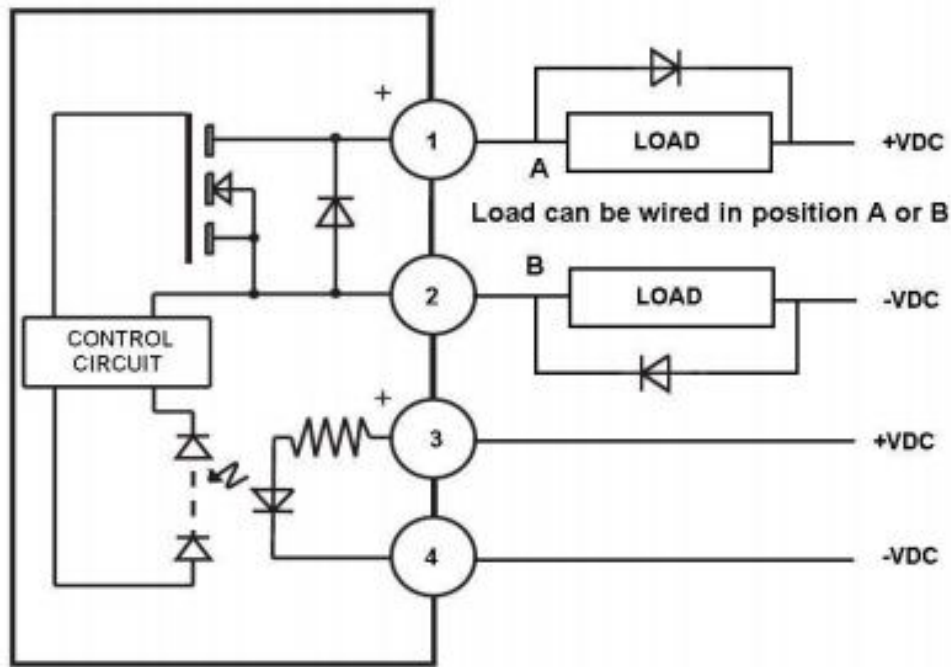 +
1
LOAD
+VDC
A
Load can be wired in position A or B
B
2
LOAD
-VDC
CONTROL
CIRCUIT
+
3
+VDC
4
-VDC